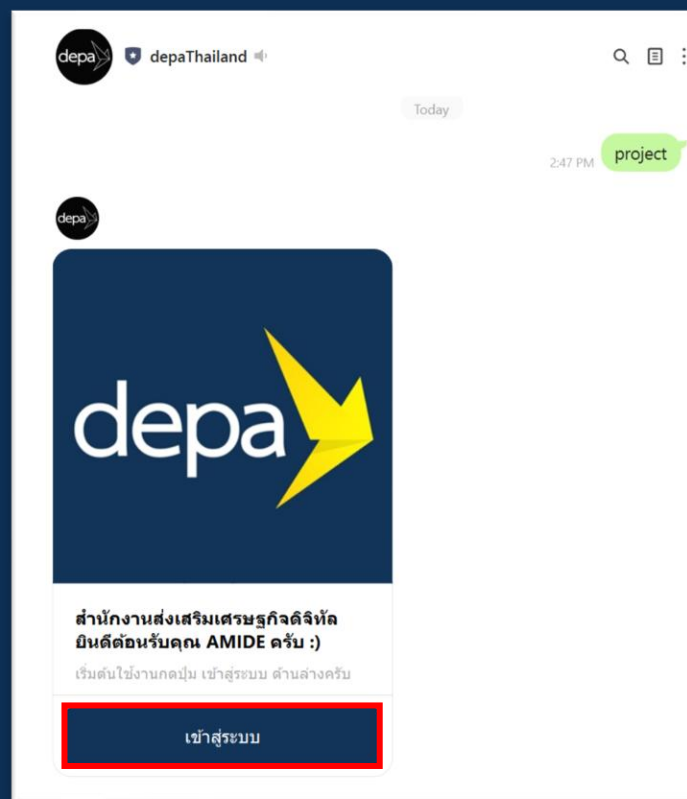 depa depaThailand
Today
2:47 PM project
depa
depa
สำนักงานส่งเสริมเศรษฐกิจดิจิทัล
ยินดีต้อนรับคุณ AMIDE ครับ :)
เริ่มต้นใช้งานกดปุ่ม เข้าสู่ระบบ ด้านล่างครับ
เข้าสู่ระบบ